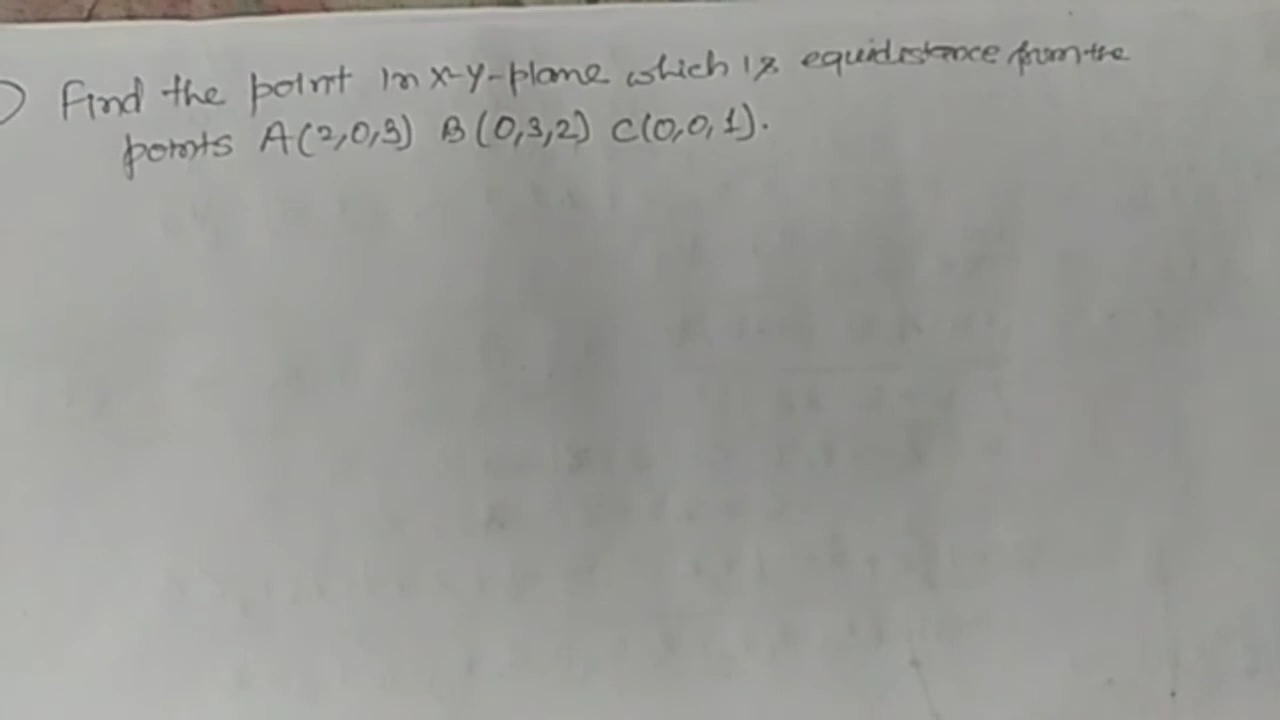 ) Find the point in x-y-plane which is equidistance from the
points A(2,0,3) B(0,3,2) C(0,0,1).